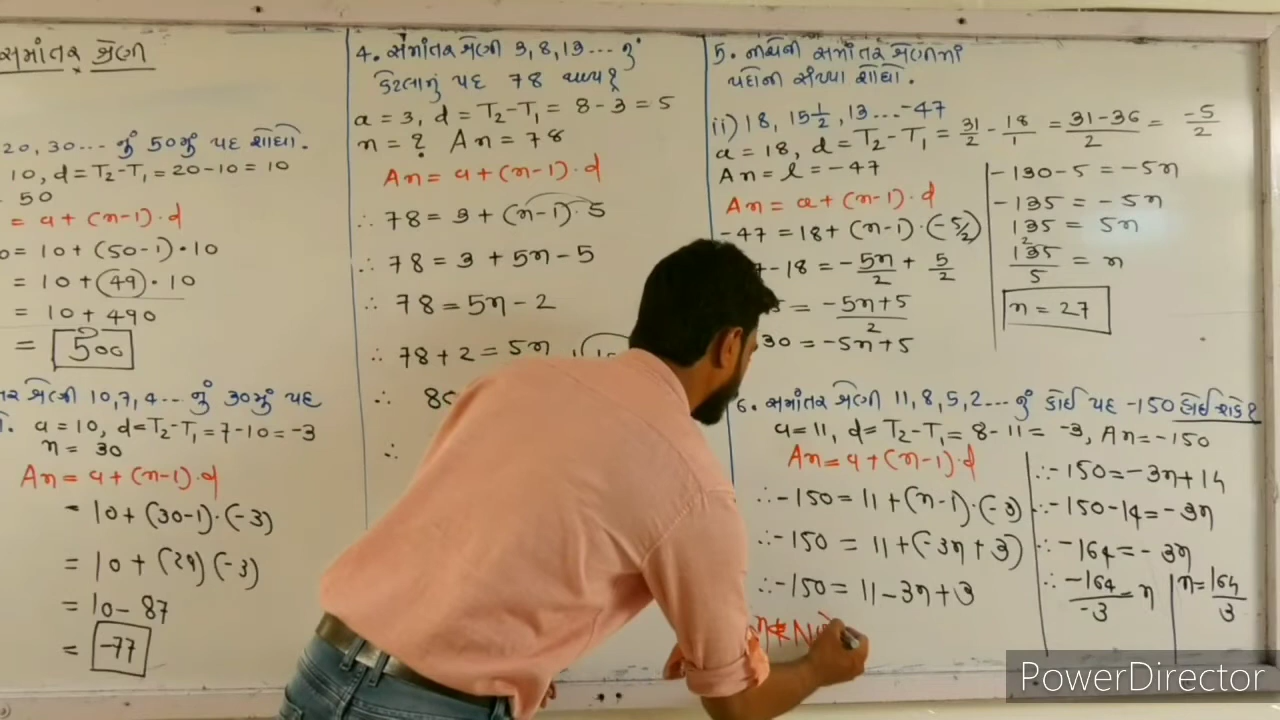 સમાંતર શ્રેણી
20, 30... નું 50મું પદ શોધો.
10, d = T₂-T₁ = 20-10 = 10
50
= a + (n-1)·d
= 10 + (50-1)·10
= 10 + (49)·10
= 10 + 490
= 500
શ્રેણી 10,7,4... નું 30મું પદ
a = 10, d = T₂-T₁ = 7-10 = -3
n = 30
An = a + (n-1)·d
= 10 + (30-1)·(-3)
= 10 + (29)(-3)
= 10 - 87
= -77
4. સમાંતર શ્રેણી 3, 8, 13... નું
કેટલામું પદ 78 થાય?
a = 3, d = T₂-T₁ = 8-3 = 5
n = ? An = 78
An = a + (n-1)·d
∴ 78 = 3 + (n-1)·5
∴ 78 = 3 + 5n - 5
∴ 78 = 5n - 2
∴ 78 + 2 = 5n
∴ 80
∴
5. નીચેની સમાંતર શ્રેણીમાં
પદોની સંખ્યા શોધો.
ii) 18, 15½, 13...-47
a = 18, d = T₂-T₁ = 31/2 - 18/1 = (31-36)/2 = -5/2
An = l = -47
An = a + (n-1)·d
-47 = 18 + (n-1)·(-5/2)
-18 = -5n/2 + 5/2
= (-5n+5)/2
30 = -5n+5
-130-5 = -5n
-135 = -5n
135 = 5n
135/5 = n
n = 27
6. સમાંતર શ્રેણી 11, 8, 5, 2... નું કોઈ પદ -150 હોઈ શકે?
a = 11, d = T₂-T₁ = 8-11 = -3, An = -150
An = a + (n-1)·d
∴ -150 = 11 + (n-1)·(-3)
∴ -150 = 11 + (-3n+3)
∴ -150 = 11 - 3n + 3
∴ -150 = -3n + 14
∴ -150-14 = -3n
∴ -164 = -3n
∴ -164/-3 = n
n = 164/3
PowerDirector